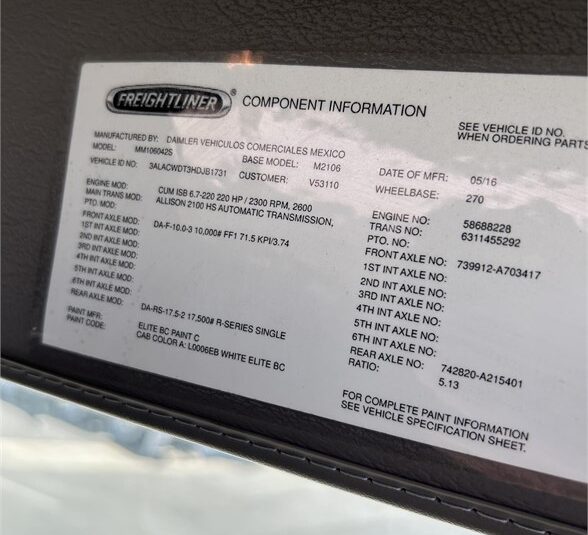 FREIGHTLINER ® COMPONENT INFORMATION
SEE VEHICLE ID NO.
WHEN ORDERING PARTS
MANUFACTURED BY: DAIMLER VEHICULOS COMERCIALES MEXICO
MODEL: MM106042S BASE MODEL: M2106 DATE OF MFR: 05/16
VEHICLE ID NO: 3ALACWDT3HDJB1731 CUSTOMER: V53110 WHEELBASE: 270
ENGINE MOD: CUM ISB 6.7-220 220 HP / 2300 RPM, 2600 ENGINE NO: 58688228
MAIN TRANS MOD: ALLISON 2100 HS AUTOMATIC TRANSMISSION, TRANS NO: 6311455292
PTO MOD: PTO. NO:
FRONT AXLE MOD: DA-F-10.0-3 10,000# FF1 71.5 KPI/3.74 FRONT AXLE NO: 739912-A703417
1ST INT AXLE MOD: 1ST INT AXLE NO:
2ND INT AXLE MOD: 2ND INT AXLE NO:
3RD INT AXLE MOD: 3RD INT AXLE NO:
4TH INT AXLE MOD: 4TH INT AXLE NO:
5TH INT AXLE MOD: 5TH INT AXLE NO:
6TH INT AXLE MOD: 6TH INT AXLE NO:
REAR AXLE MOD: DA-RS-17.5-2 17,500# R-SERIES SINGLE REAR AXLE NO: 742820-A215401
RATIO: 5.13
PAINT MFR: ELITE BC PAINT C
PAINT CODE: CAB COLOR A: L0006EB WHITE ELITE BC
FOR COMPLETE PAINT INFORMATION
SEE VEHICLE SPECIFICATION SHEET.